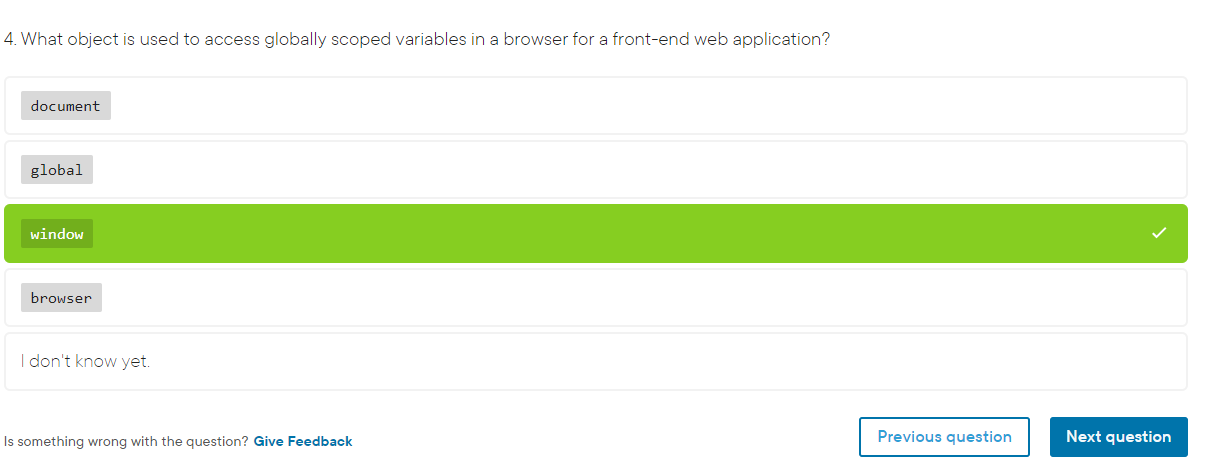 4. What object is used to access globally scoped variables in a browser for a front-end web application?
document
global
window
browser
I don't know yet.
Is something wrong with the question? Give Feedback
Previous question
Next question